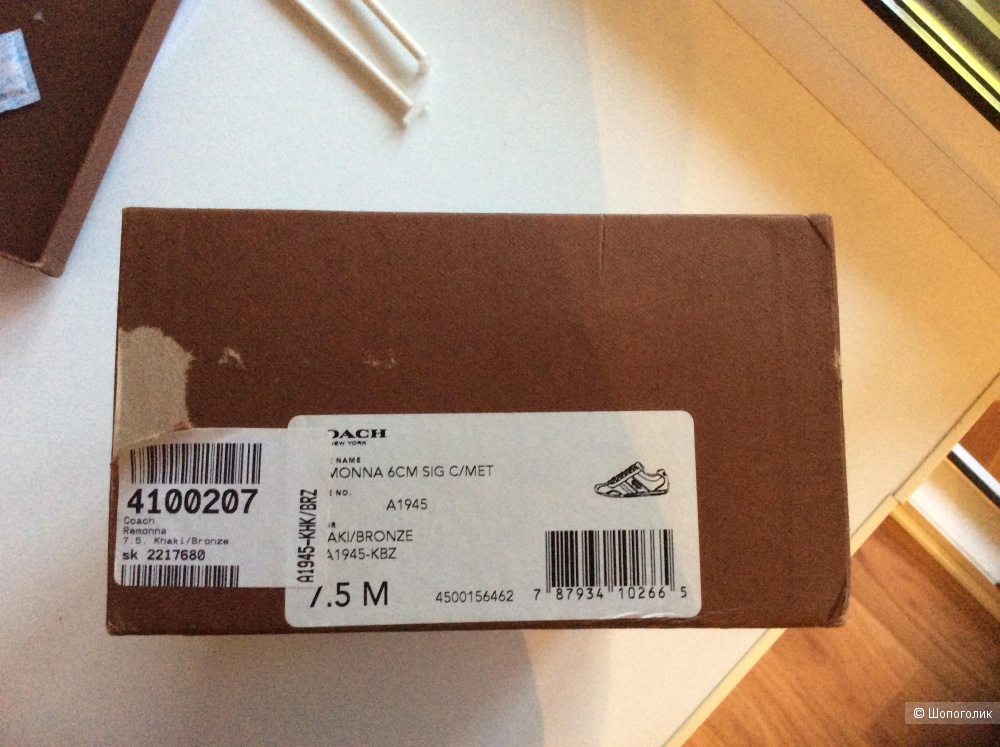 OACH
NEW YORK
NAME
MONNA 6CM SIG C/MET
NO.
A1945
AKI/BRONZE
A1945-KBZ
7.5 M
4500156462
7 87934 10266 5
A1945-KHK/BRZ
4100207
Coach
Remonna
7.5, Khaki/Bronze
sk 2217680
© Шопоголик